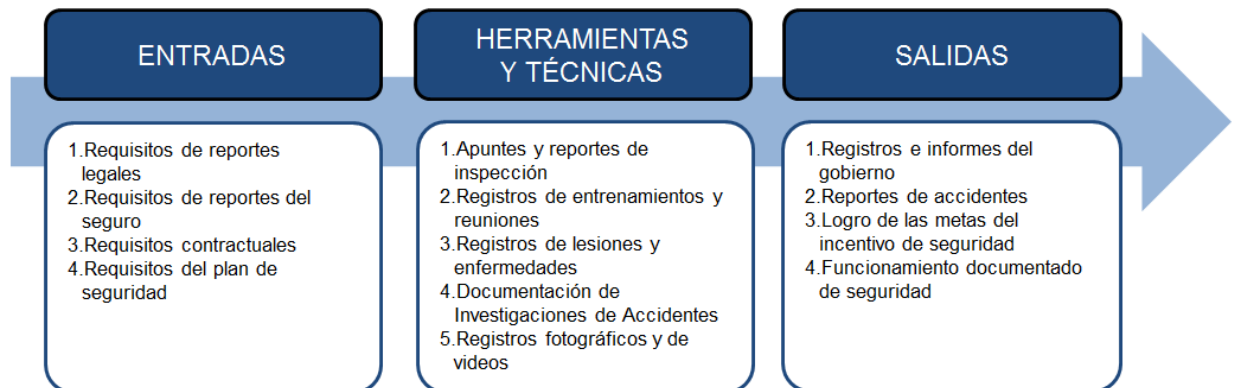 ENTRADAS
1.Requisitos de reportes
legales
2.Requisitos de reportes del
seguro
3.Requisitos contractuales
4.Requisitos del plan de
seguridad
HERRAMIENTAS
Y TÉCNICAS
1.Apuntes y reportes de
inspección
2.Registros de entrenamientos y
reuniones
3.Registros de lesiones y
enfermedades
4.Documentación de
Investigaciones de Accidentes
5.Registros fotográficos y de
videos
SALIDAS
1.Registros e informes del
gobierno
2.Reportes de accidentes
3.Logro de las metas del
incentivo de seguridad
4.Funcionamiento documentado
de seguridad